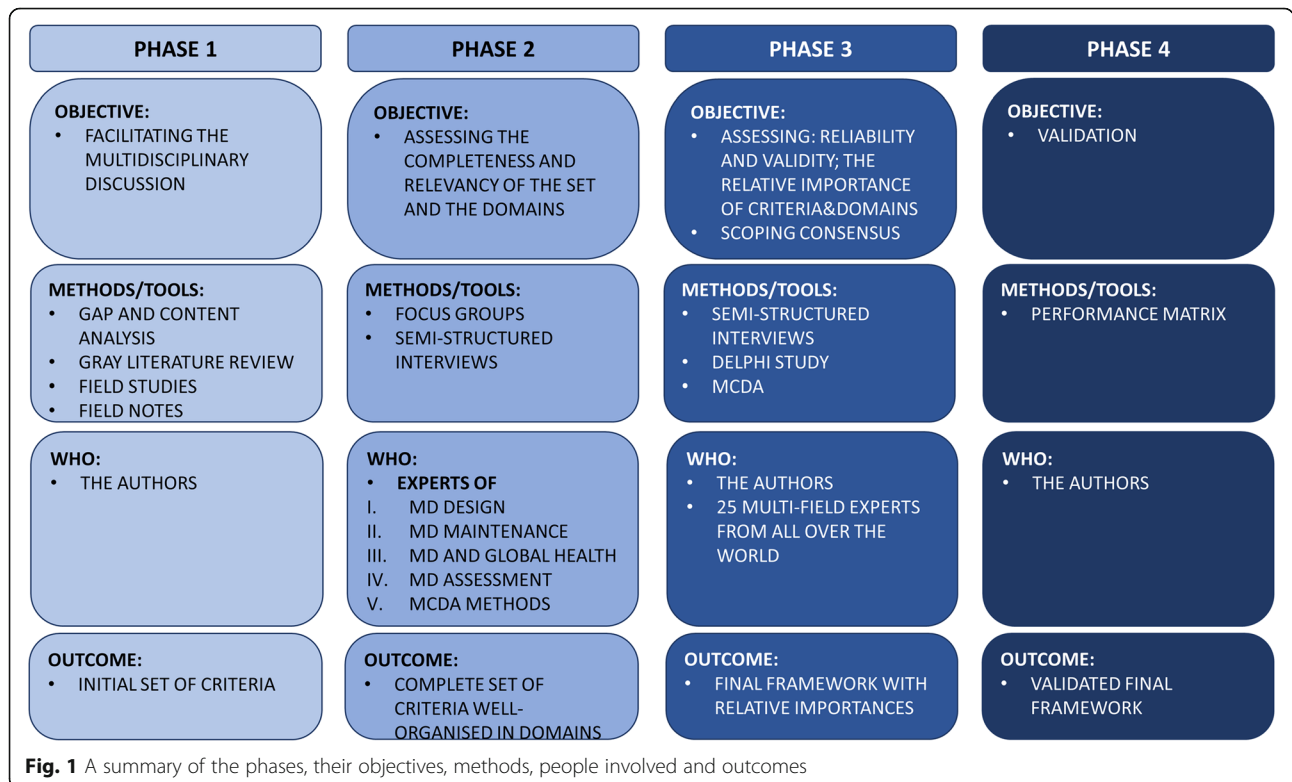 PHASE 1
OBJECTIVE:
• FACILITATING THE
MULTIDISCIPLINARY
DISCUSSION
METHODS/TOOLS:
• GAP AND CONTENT
ANALYSIS
• GRAY LITERATURE REVIEW
• FIELD STUDIES
• FIELD NOTES
WHO:
• THE AUTHORS
OUTCOME:
• INITIAL SET OF CRITERIA
PHASE 2
OBJECTIVE:
• ASSESSING THE
COMPLETENESS AND
RELEVANCY OF THE SET
AND THE DOMAINS
METHODS/TOOLS:
• FOCUS GROUPS
• SEMI-STRUCTURED
INTERVIEWS
WHO:
• EXPERTS OF
I. MD DESIGN
II. MD MAINTENANCE
III. MD AND GLOBAL HEALTH
IV. MD ASSESSMENT
V. MCDA METHODS
OUTCOME:
• COMPLETE SET OF
CRITERIA WELL-
ORGANISED IN DOMAINS
PHASE 3
OBJECTIVE:
• ASSESSING: RELIABILITY
AND VALIDITY; THE
RELATIVE IMPORTANCE
OF CRITERIA&DOMAINS
• SCOPING CONSENSUS
METHODS/TOOLS:
• SEMI-STRUCTURED
INTERVIEWS
• DELPHI STUDY
• MCDA
WHO:
• THE AUTHORS
• 25 MULTI-FIELD EXPERTS
FROM ALL OVER THE
WORLD
OUTCOME:
• FINAL FRAMEWORK WITH
RELATIVE IMPORTANCES
PHASE 4
OBJECTIVE:
• VALIDATION
METHODS/TOOLS:
• PERFORMANCE MATRIX
WHO:
• THE AUTHORS
OUTCOME:
• VALIDATED FINAL
FRAMEWORK
Fig. 1 A summary of the phases, their objectives, methods, people involved and outcomes